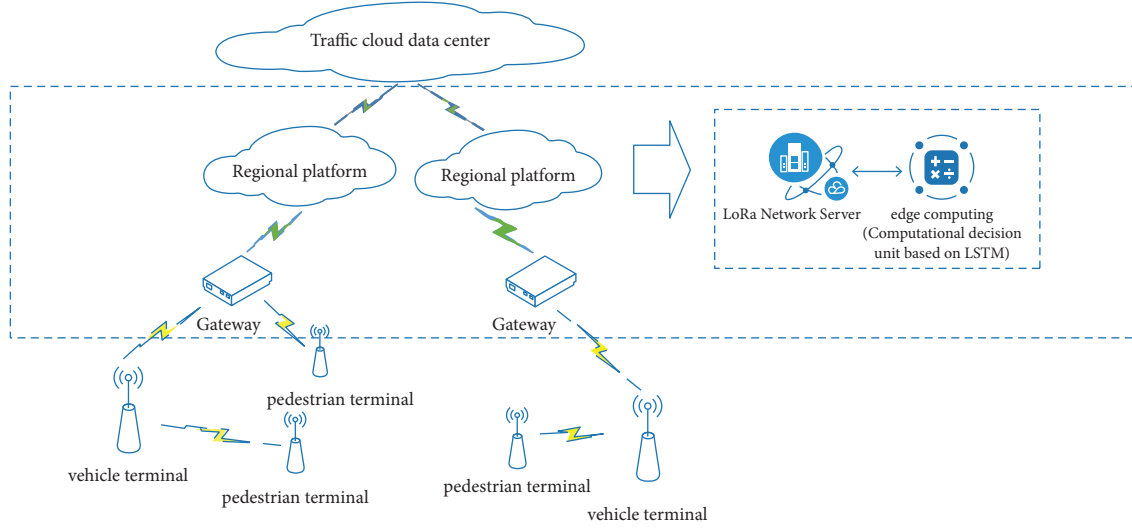 Traffic cloud data center
Regional platform
Regional platform
LoRa Network Server
edge computing
(Computational decision
unit based on LSTM)
Gateway
Gateway
pedestrian terminal
vehicle terminal
pedestrian terminal
pedestrian terminal
vehicle terminal